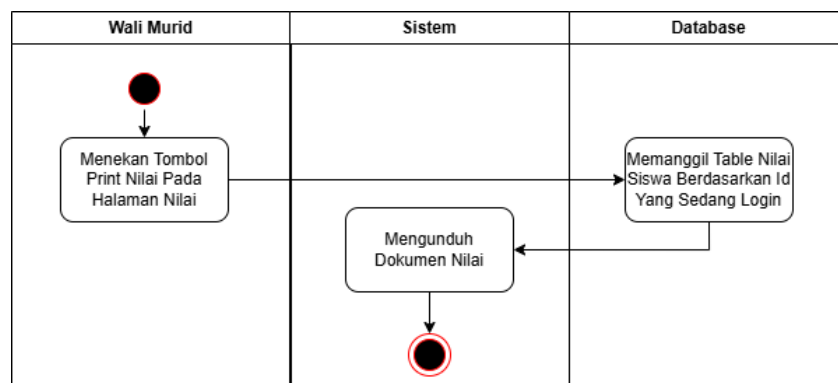 Wali Murid
Sistem
Database
Menekan Tombol
Print Nilai Pada
Halaman Nilai
Memanggil Table Nilai
Siswa Berdasarkan Id
Yang Sedang Login
Mengunduh
Dokumen Nilai